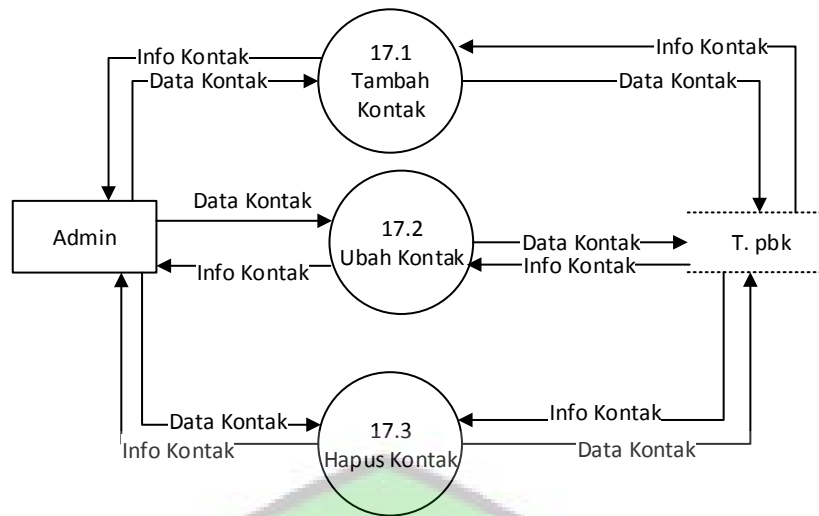 Info Kontak
Data Kontak
17.1
Tambah
Kontak
Info Kontak
Data Kontak
Admin
Data Kontak
Info Kontak
17.2
Ubah Kontak
Data Kontak
Info Kontak
T. pbk
Data Kontak
Info Kontak
17.3
Hapus Kontak
Info Kontak
Data Kontak